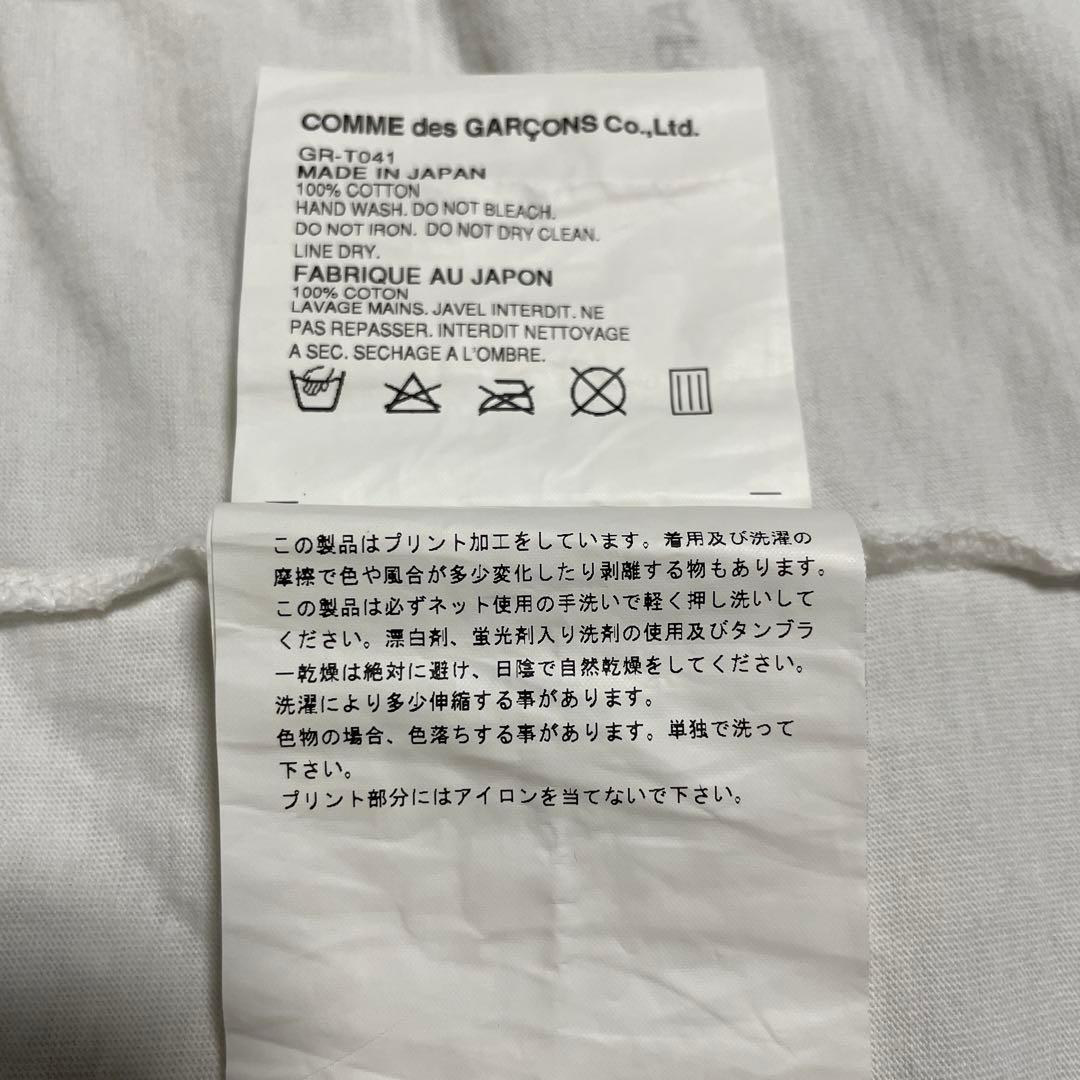 COMME des GARÇONS Co.,Ltd.
GR-T041
MADE IN JAPAN
100% COTTON
HAND WASH. DO NOT BLEACH.
DO NOT IRON. DO NOT DRY CLEAN.
LINE DRY.
FABRIQUE AU JAPON
100% COTON
LAVAGE MAINS. JAVEL INTERDIT. NE
PAS REPASSER. INTERDIT NETTOYAGE
A SEC. SECHAGE A L'OMBRE.
この製品はプリント加工をしています。着用及び洗濯の
摩擦で色や風合が多少変化したり剥離する物もあります。
この製品は必ずネット使用の手洗いで軽く押し洗いして
ください。漂白剤、蛍光剤入り洗剤の使用及びタンブラ
ー乾燥は絶対に避け、日陰で自然乾燥をしてください。
洗濯により多少伸縮する事があります。
色物の場合、色落ちする事があります。単独で洗って
下さい。
プリント部分にはアイロンを当てないで下さい。